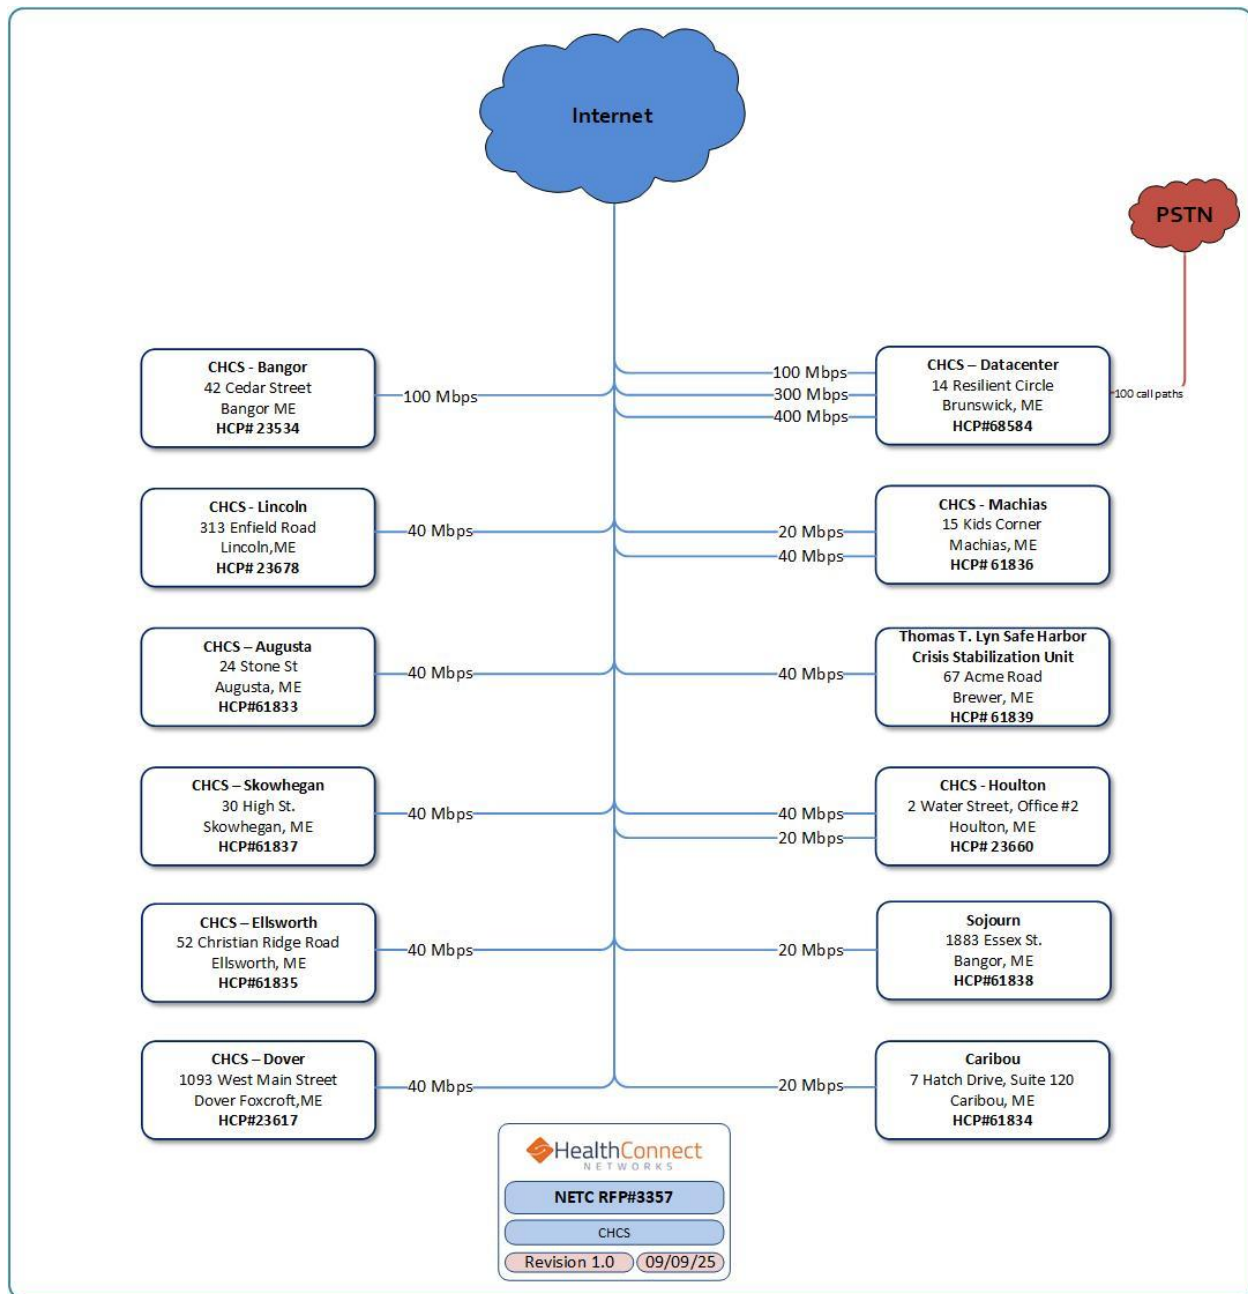 Internet
PSTN
CHCS - Bangor
42 Cedar Street
Bangor ME
HCP# 23534
100 Mbps
100 Mbps
300 Mbps
400 Mbps
CHCS – Datacenter
14 Resilient Circle
Brunswick, ME
HCP#68584
100 call paths
CHCS - Lincoln
313 Enfield Road
Lincoln,ME
HCP# 23678
40 Mbps
20 Mbps
40 Mbps
CHCS - Machias
15 Kids Corner
Machias, ME
HCP# 61836
CHCS – Augusta
24 Stone St
Augusta, ME
HCP#61833
40 Mbps
40 Mbps
Thomas T. Lyn Safe Harbor
Crisis Stabilization Unit
67 Acme Road
Brewer, ME
HCP# 61839
CHCS – Skowhegan
30 High St.
Skowhegan, ME
HCP#61837
40 Mbps
40 Mbps
20 Mbps
CHCS - Houlton
2 Water Street, Office #2
Houlton, ME
HCP# 23660
CHCS – Ellsworth
52 Christian Ridge Road
Ellsworth, ME
HCP#61835
40 Mbps
20 Mbps
Sojourn
1883 Essex St.
Bangor, ME
HCP#61838
CHCS – Dover
1093 West Main Street
Dover Foxcroft,ME
HCP#23617
40 Mbps
20 Mbps
Caribou
7 Hatch Drive, Suite 120
Caribou, ME
HCP#61834
HealthConnect
NETWORKS
NETC RFP#3357
CHCS
Revision 1.0
09/09/25